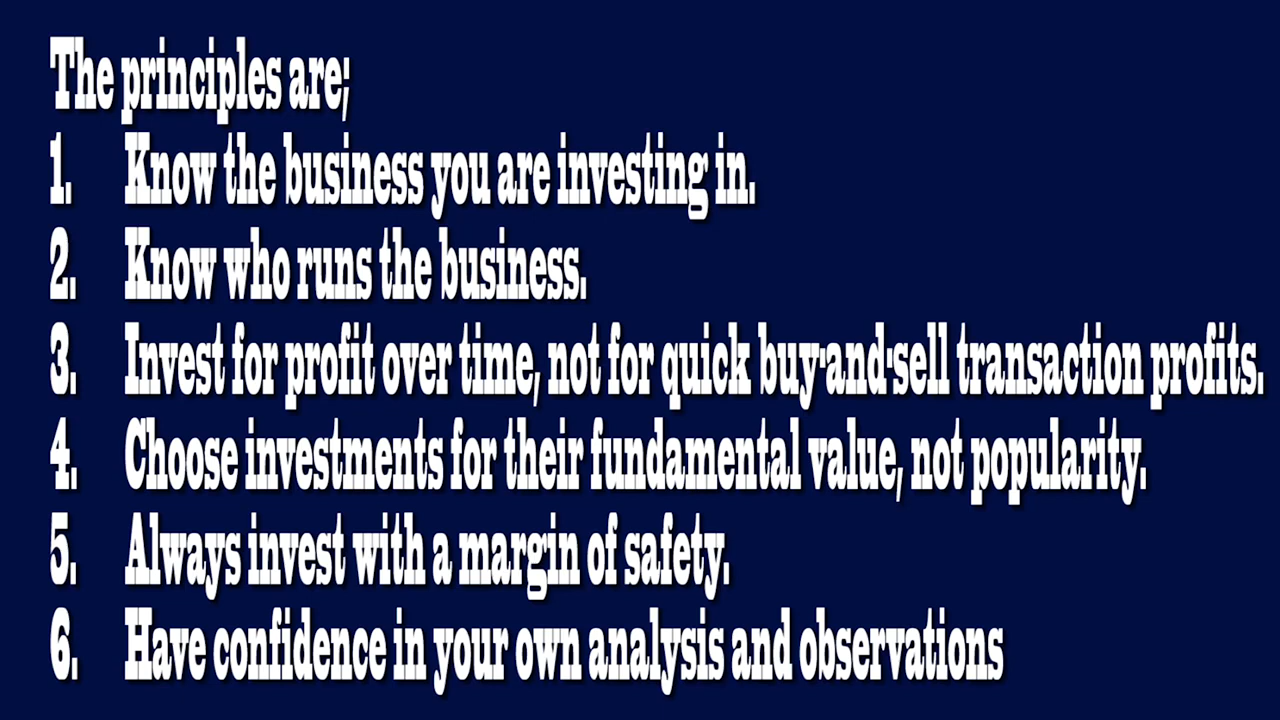 The principles are;
1. Know the business you are investing in.
2. Know who runs the business.
3. Invest for profit over time, not for quick buy-and-sell transaction profits.
4. Choose investments for their fundamental value, not popularity.
5. Always invest with a margin of safety.
6. Have confidence in your own analysis and observations